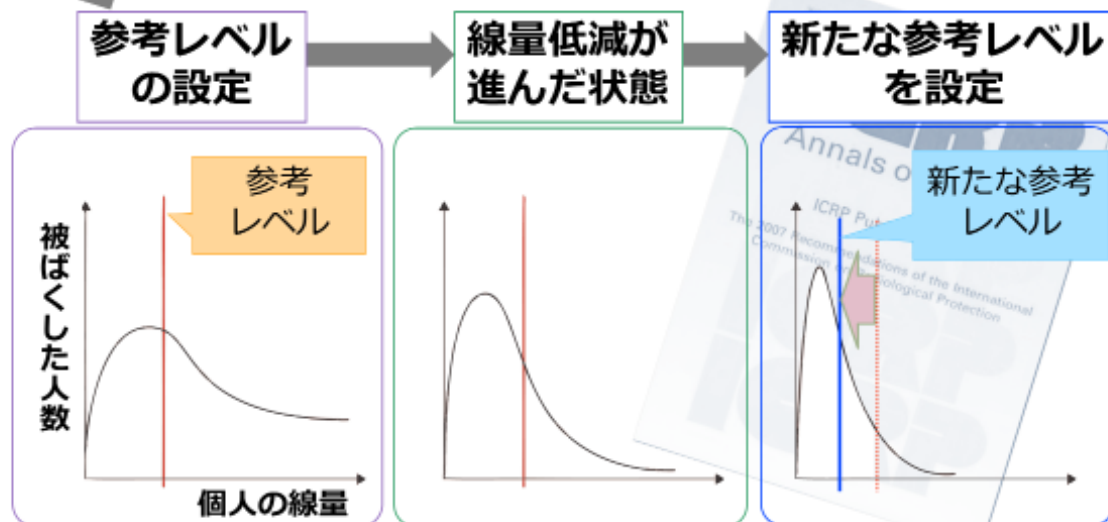 参考レベル
の設定
線量低減が
進んだ状態
新たな参考レベル
を設定
参考
レベル
被ばくした人数
個人の線量
新たな参考
レベル
Annals o
ICRP Pu
The 2007 Recommendations of the International
Commission on
iological Protection
ICRP